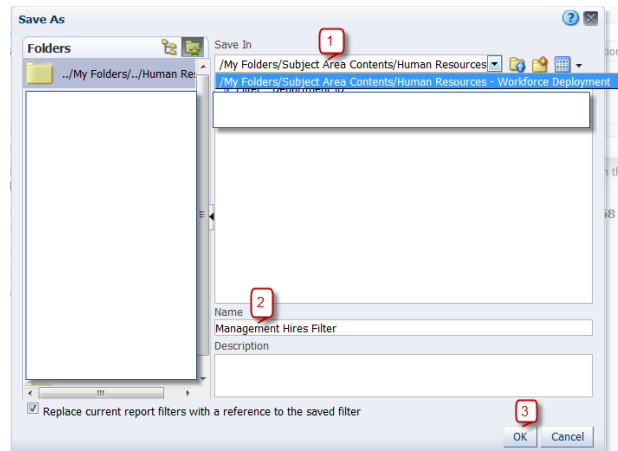 Save As
Folders
Save In
1
../My Folders/../Human Re
/My Folders/Subject Area Contents/Human Resources
/My Folders/Subject Area Contents/Human Resources - Workforce Deployment
Name
2
Management Hires Filter
Description
Replace current report filters with a reference to the saved filter
3
OK
Cancel